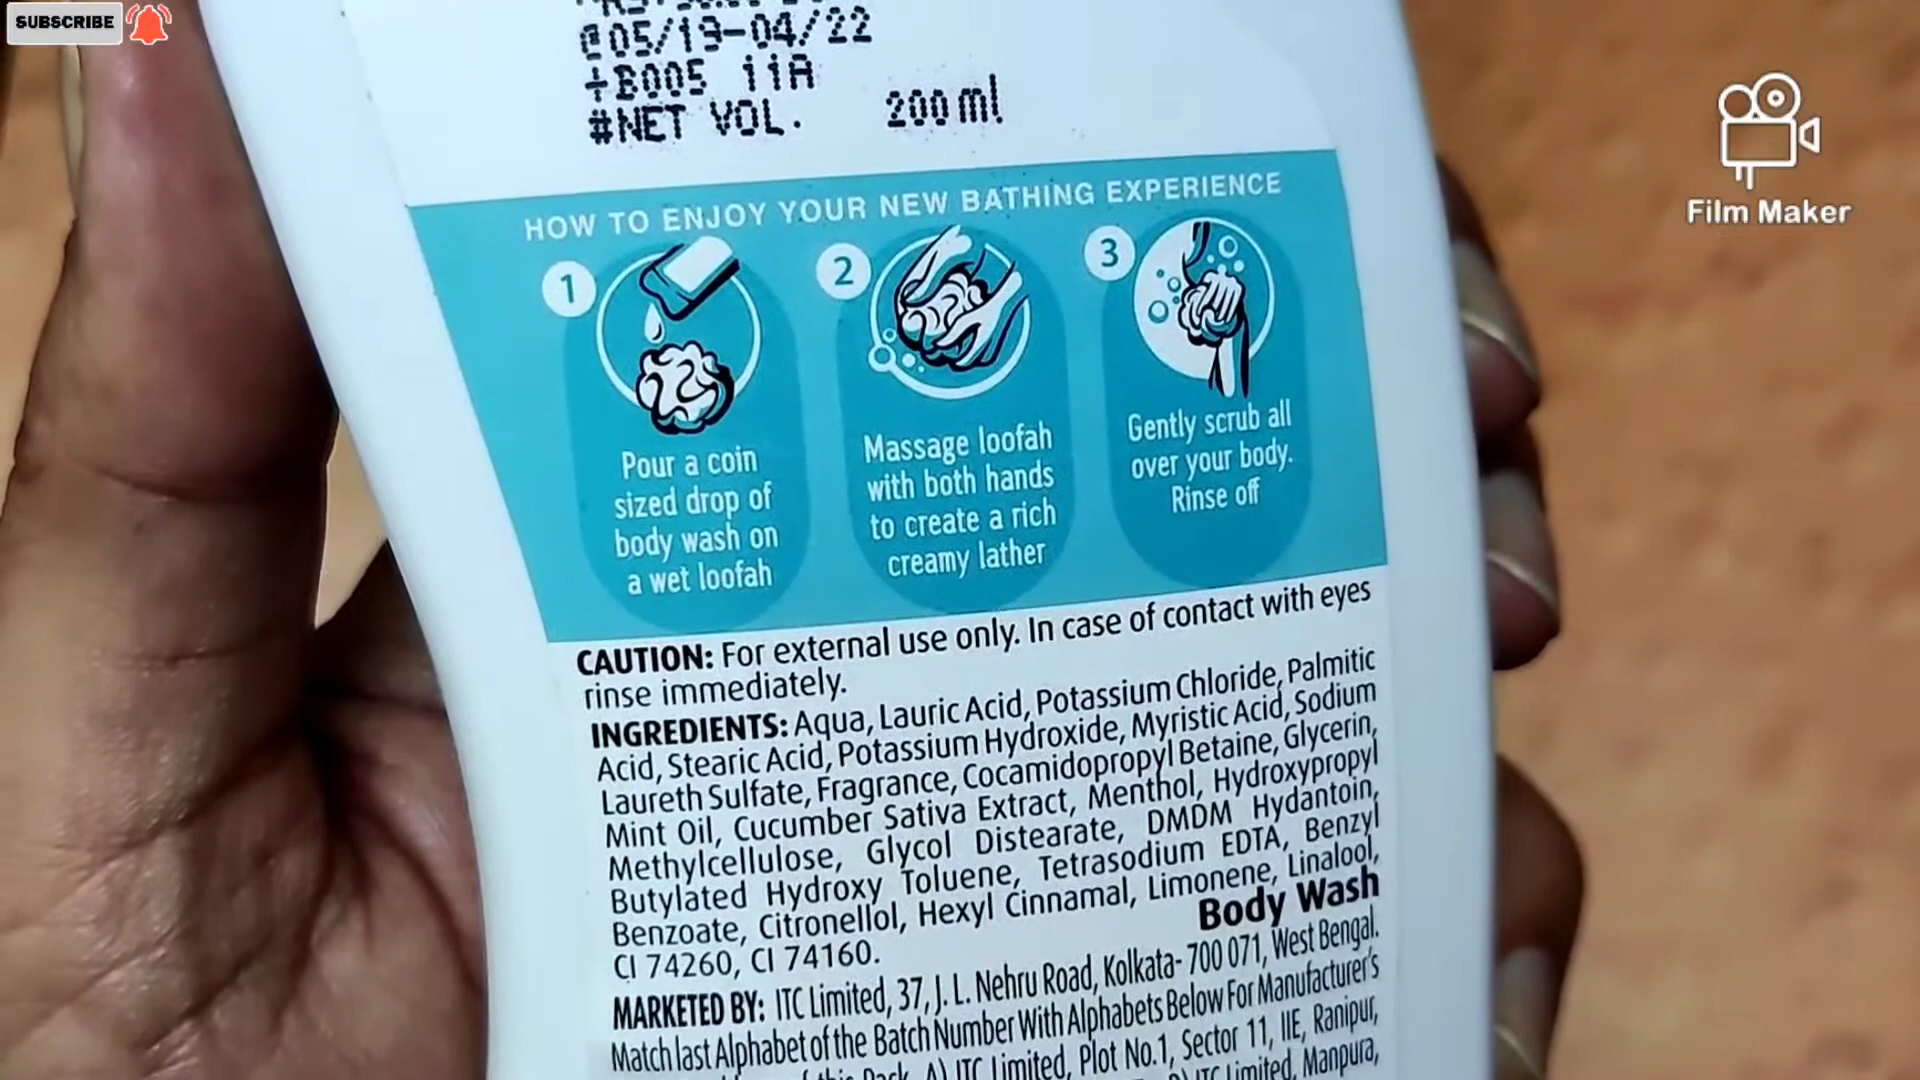 SUBSCRIBE
@05/19-04/22
+B005 11A
#NET VOL. 200 ml
Film Maker
HOW TO ENJOY YOUR NEW BATHING EXPERIENCE
1
Pour a coin
sized drop of
body wash on
a wet loofah
2
Massage loofah
with both hands
to create a rich
creamy lather
3
Gently scrub all
over your body.
Rinse off
CAUTION: For external use only. In case of contact with eyes
rinse immediately.
INGREDIENTS: Aqua, Lauric Acid, Potassium Chloride, Palmitic
Acid, Stearic Acid, Potassium Hydroxide, Myristic Acid, Sodium
Laureth Sulfate, Fragrance, Cocamidopropyl Betaine, Glycerin,
Mint Oil, Cucumber Sativa Extract, Menthol, Hydroxypropyl
Methylcellulose, Glycol Distearate, DMDM Hydantoin,
Butylated Hydroxy Toluene, Tetrasodium EDTA, Benzyl
Benzoate, Citronellol, Hexyl Cinnamal, Limonene, Linalool,
CI 74260, CI 74160.
Body Wash
MARKETED BY: ITC Limited, 37, J. L. Nehru Road, Kolkata- 700 071, West Bengal.
Match last Alphabet of the Batch Number With Alphabets Below For Manufacturer's
this Pack. A) ITC Limited, Plot No.1, Sector 11, IIE, Ranipur,
ITC Limited, Manpura,